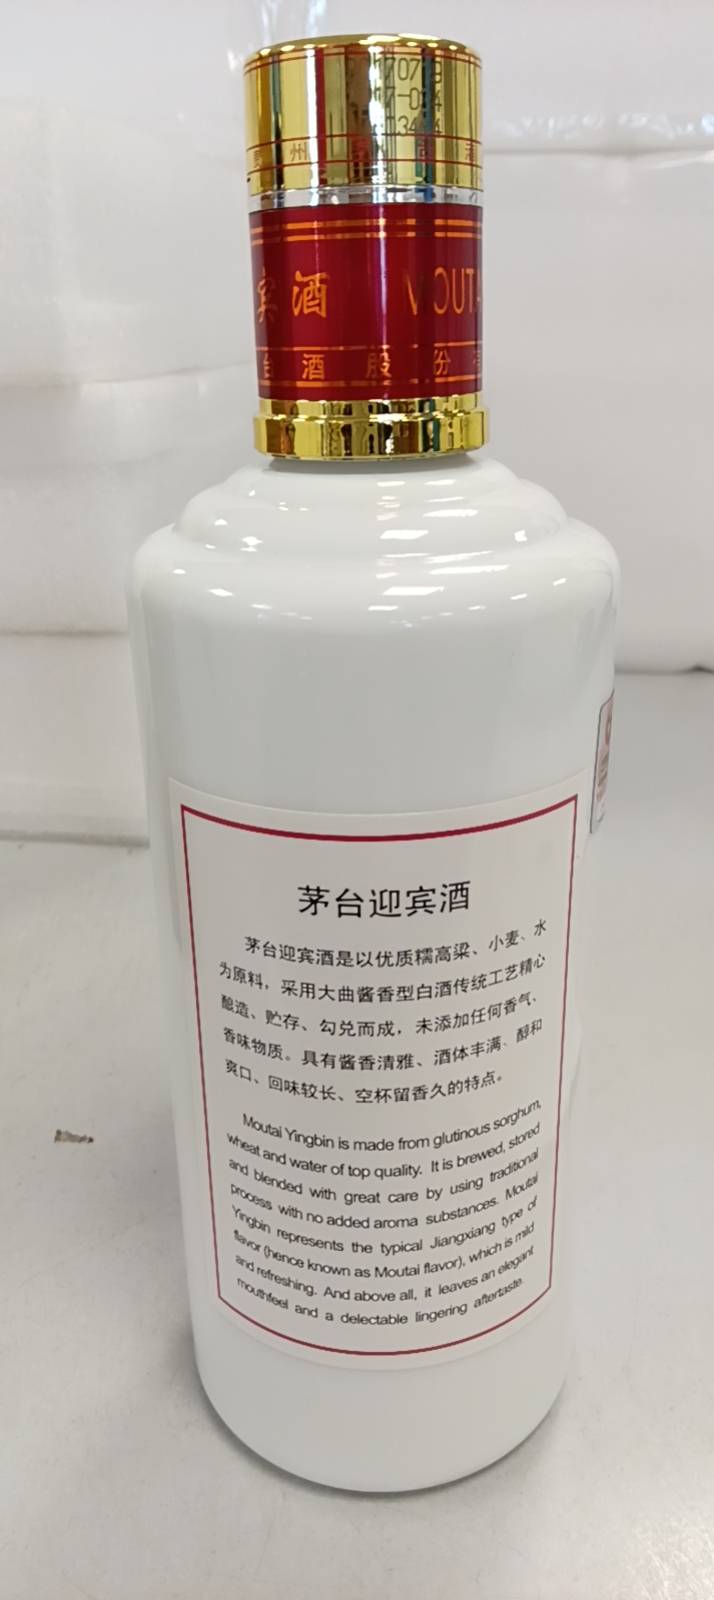 宾酒 MOUTA
台酒股份
茅台迎宾酒
茅台迎宾酒是以优质糯高粱、小麦、水
为原料，采用大曲酱香型白酒传统工艺精心
酿造、贮存、勾兑而成，未添加任何香气、
香味物质。具有酱香清雅、酒体丰满、醇和
爽口、回味较长、空杯留香久的特点。
Moutai Yingbin is made from glutinous sorghum,
wheat and water of top quality. It is brewed, stored
and blended with great care by using traditional
process with no added aroma substances. Moutai
Yingbin represents the typical Jiangxiang type of
flavor (hence known as Moutai flavor), which is mild
and refreshing. And above all, it leaves an elegant
mouthfeel and a delectable lingering aftertaste.